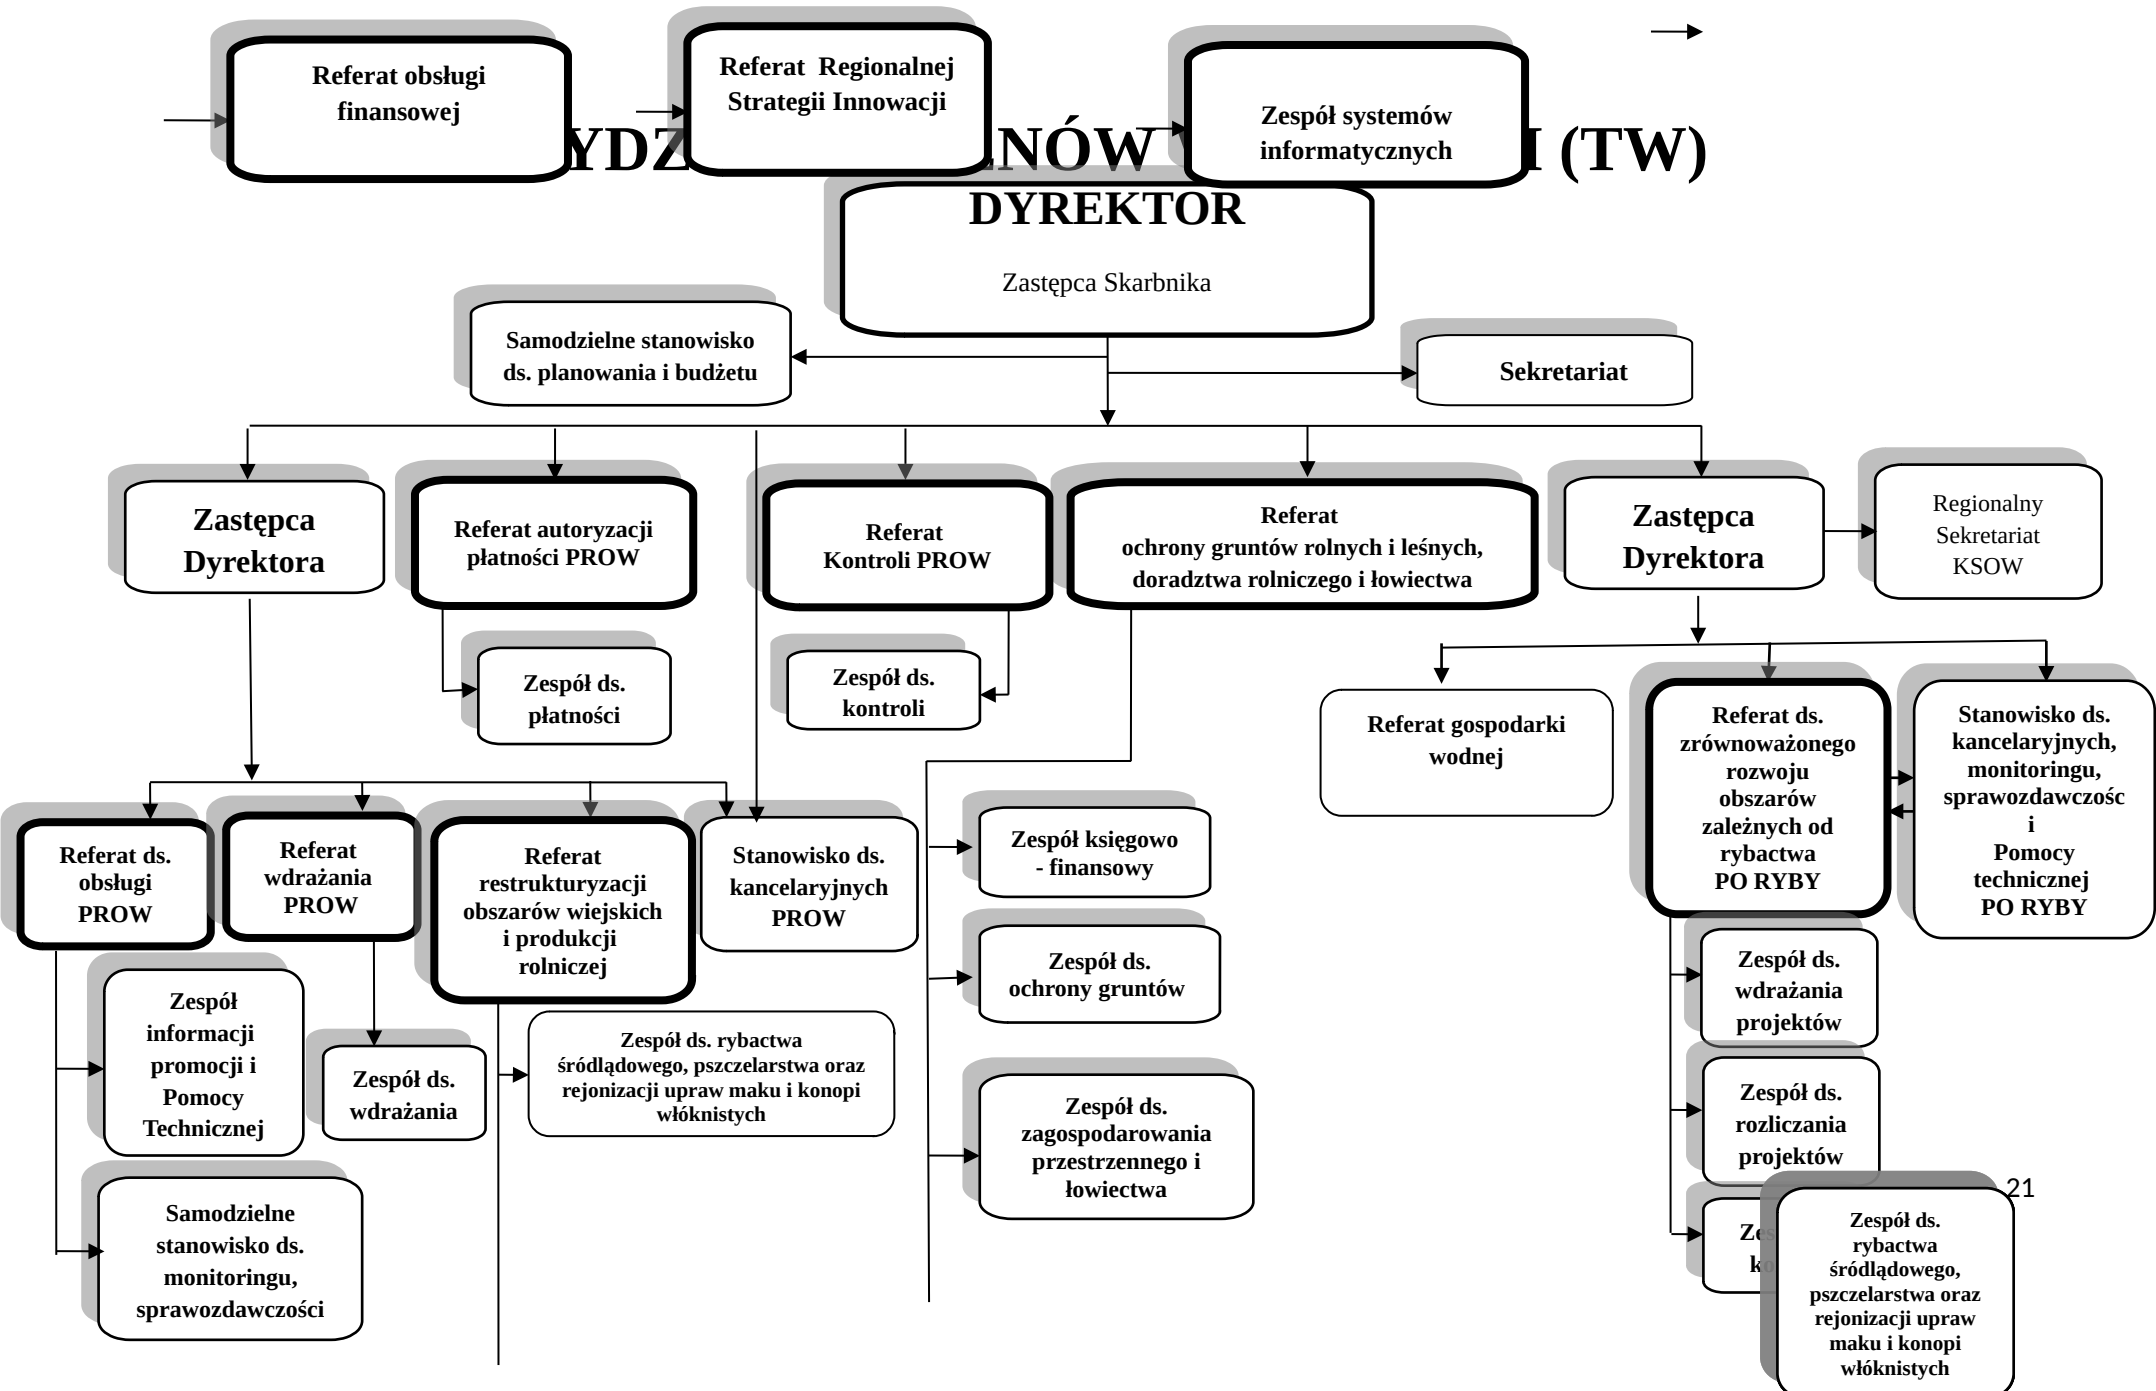 Referat obsługi
finansowej
Referat  Regionalnej
Strategii Innowacji
Zespół systemów
informatycznych
(TW)
DYREKTOR
Zastępca Skarbnika
Samodzielne stanowisko
ds. planowania i budżetu
Sekretariat
Zastępca
Dyrektora
Referat autoryzacji
płatności PROW
Referat
Kontroli PROW
Referat
ochrony gruntów rolnych i leśnych,
doradztwa rolniczego i łowiectwa
Zastępca
Dyrektora
Regionalny
Sekretariat
KSOW
Zespół ds.
płatności
Zespół ds.
kontroli
Referat gospodarki
wodnej
Referat ds.
zrównoważonego
rozwoju
obszarów
zależnych od
rybactwa
PO RYBY
Stanowisko ds.
kancelaryjnych,
monitoringu,
sprawozdawczośc
i
Pomocy
technicznej
PO RYBY
Referat ds.
obsługi
PROW
Referat
wdrażania
PROW
Referat
restrukturyzacji
obszarów wiejskich
i produkcji
rolniczej
Stanowisko ds.
kancelaryjnych
PROW
Zespół księgowo
- finansowy
Zespół ds.
ochrony gruntów
Zespół ds.
zagospodarowania
przestrzennego i
łowiectwa
Zespół
informacji
promocji i
Pomocy
Technicznej
Zespół ds.
wdrażania
Zespół ds. rybactwa
śródlądowego, pszczelarstwa oraz
rejonizacji upraw maku i konopi
włóknistych
Samodzielne
stanowisko ds.
monitoringu,
sprawozdawczości
Zespół ds.
wdrażania
projektów
Zespół ds.
rozliczania
projektów
21
Zespół ds.
rybactwa
śródlądowego,
pszczelarstwa oraz
rejonizacji upraw
maku i konopi
włóknistych